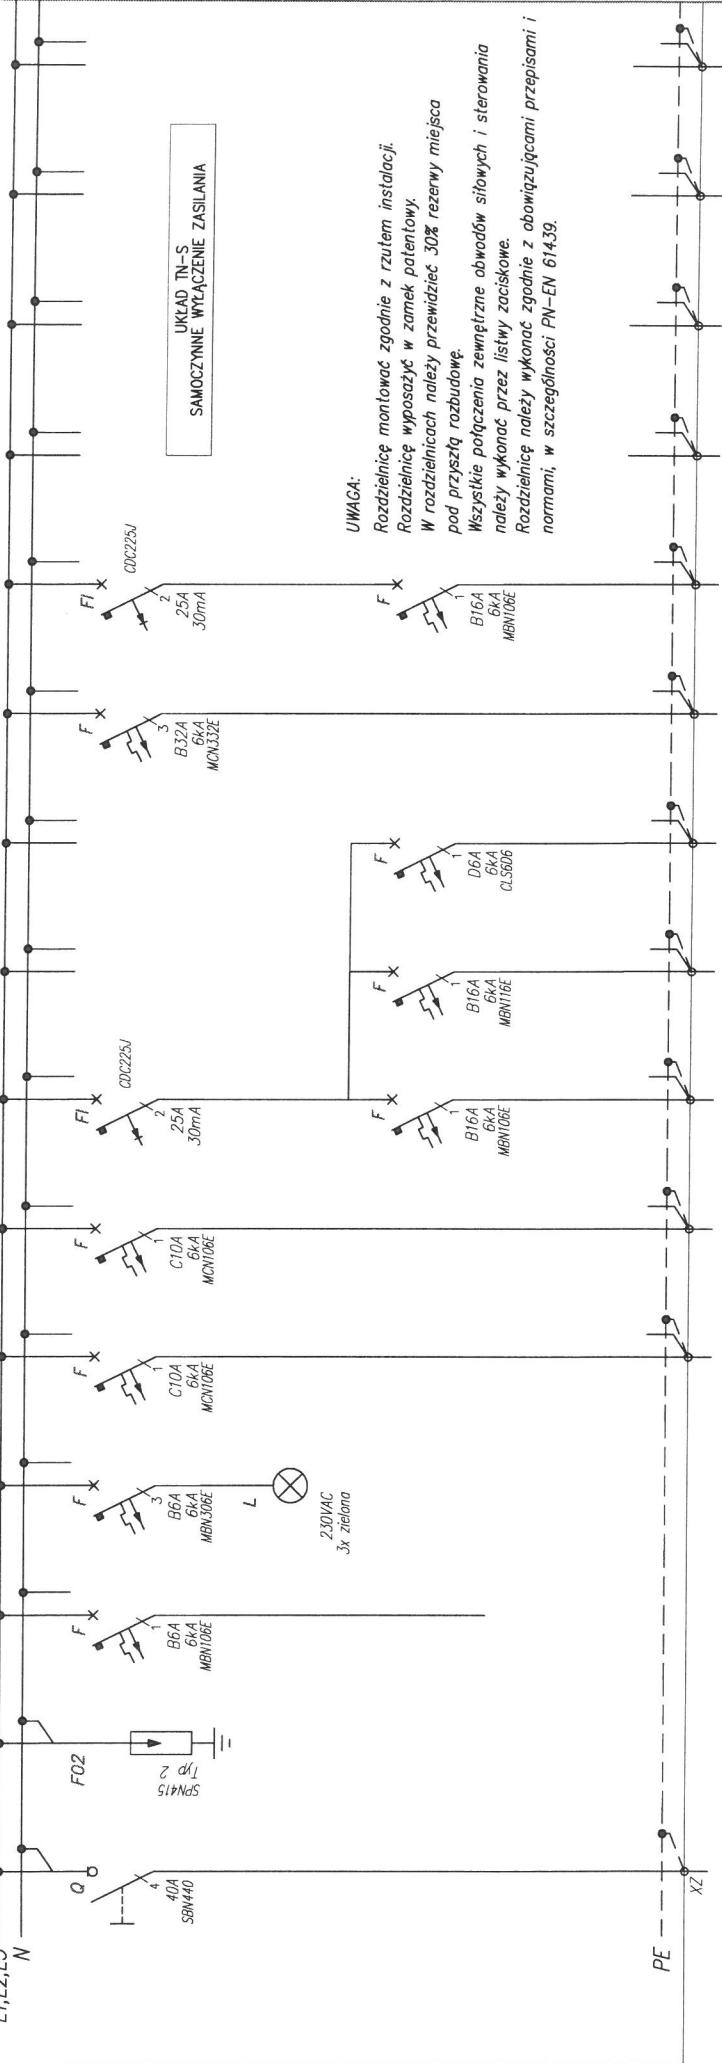 L1,L2,L3
N
Q
4
40A
SBN440
F02
SPN415
Typ 2
F
1
B6A
6kA
MBN106E
F
3
B6A
6kA
MBN306E
L
230VAC
3x zielona
F
1
C10A
6kA
MCN106E
F
1
C10A
6kA
MCN106E
FI
CDC225J
2
25A
30mA
F
1
B16A
6kA
MBN106E
F
1
B16A
6kA
MBN116E
F
1
D6A
6kA
CLS6D6
F
3
B32A
6kA
MCN332E
FI
CDC225J
2
25A
30mA
F
1
B16A
6kA
MBN106E
UKŁAD TN-S
SAMOCZYNNE WYŁĄCZENIE ZASILANIA
UWAGA:
Rozdzielnicę montować zgodnie z rzutem instalacji.
Rozdzielnicę wyposażyć w zamek patentowy.
W rozdzielnicach należy przewidzieć 30% rezerwy miejsca
pod przyszłą rozbudowę.
Wszystkie połączenia zewnętrzne obwodów siłowych i sterowania
należy wykonać przez listwy zaciskowe.
Rozdzielnicę należy wykonać zgodnie z obowiązującami przepisami i
normami, w szczególności PN-EN 61439.
PE
XZ